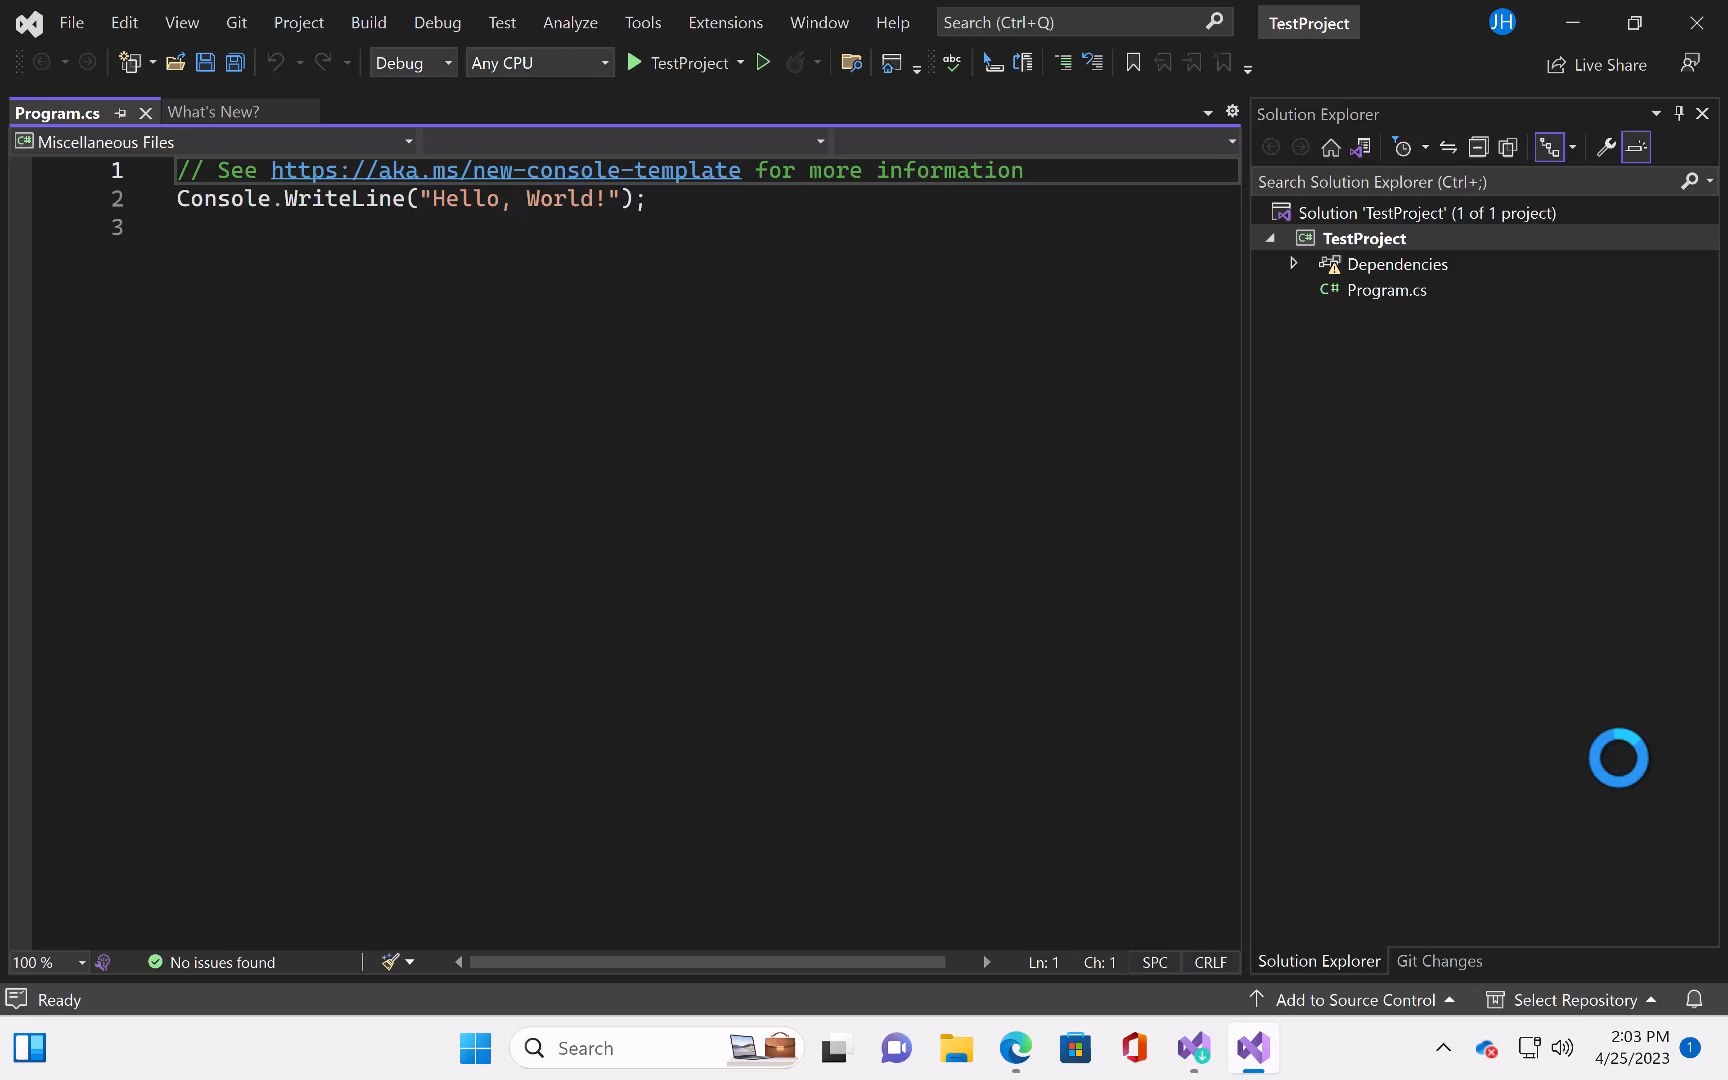 File Edit View Git Project Build Debug Test Analyze Tools Extensions Window Help Search (Ctrl+Q) TestProject JH
Debug Any CPU TestProject abc Live Share
Program.cs What's New?
Solution Explorer
C# Miscellaneous Files
1 // See https://aka.ms/new-console-template for more information
2 Console.WriteLine("Hello, World!");
3
Search Solution Explorer (Ctrl+;)
Solution 'TestProject' (1 of 1 project)
C# TestProject
Dependencies
C# Program.cs
100 % No issues found Ln: 1 Ch: 1 SPC CRLF
Solution Explorer Git Changes
Ready Add to Source Control Select Repository
Search
2:03 PM
4/25/2023
1